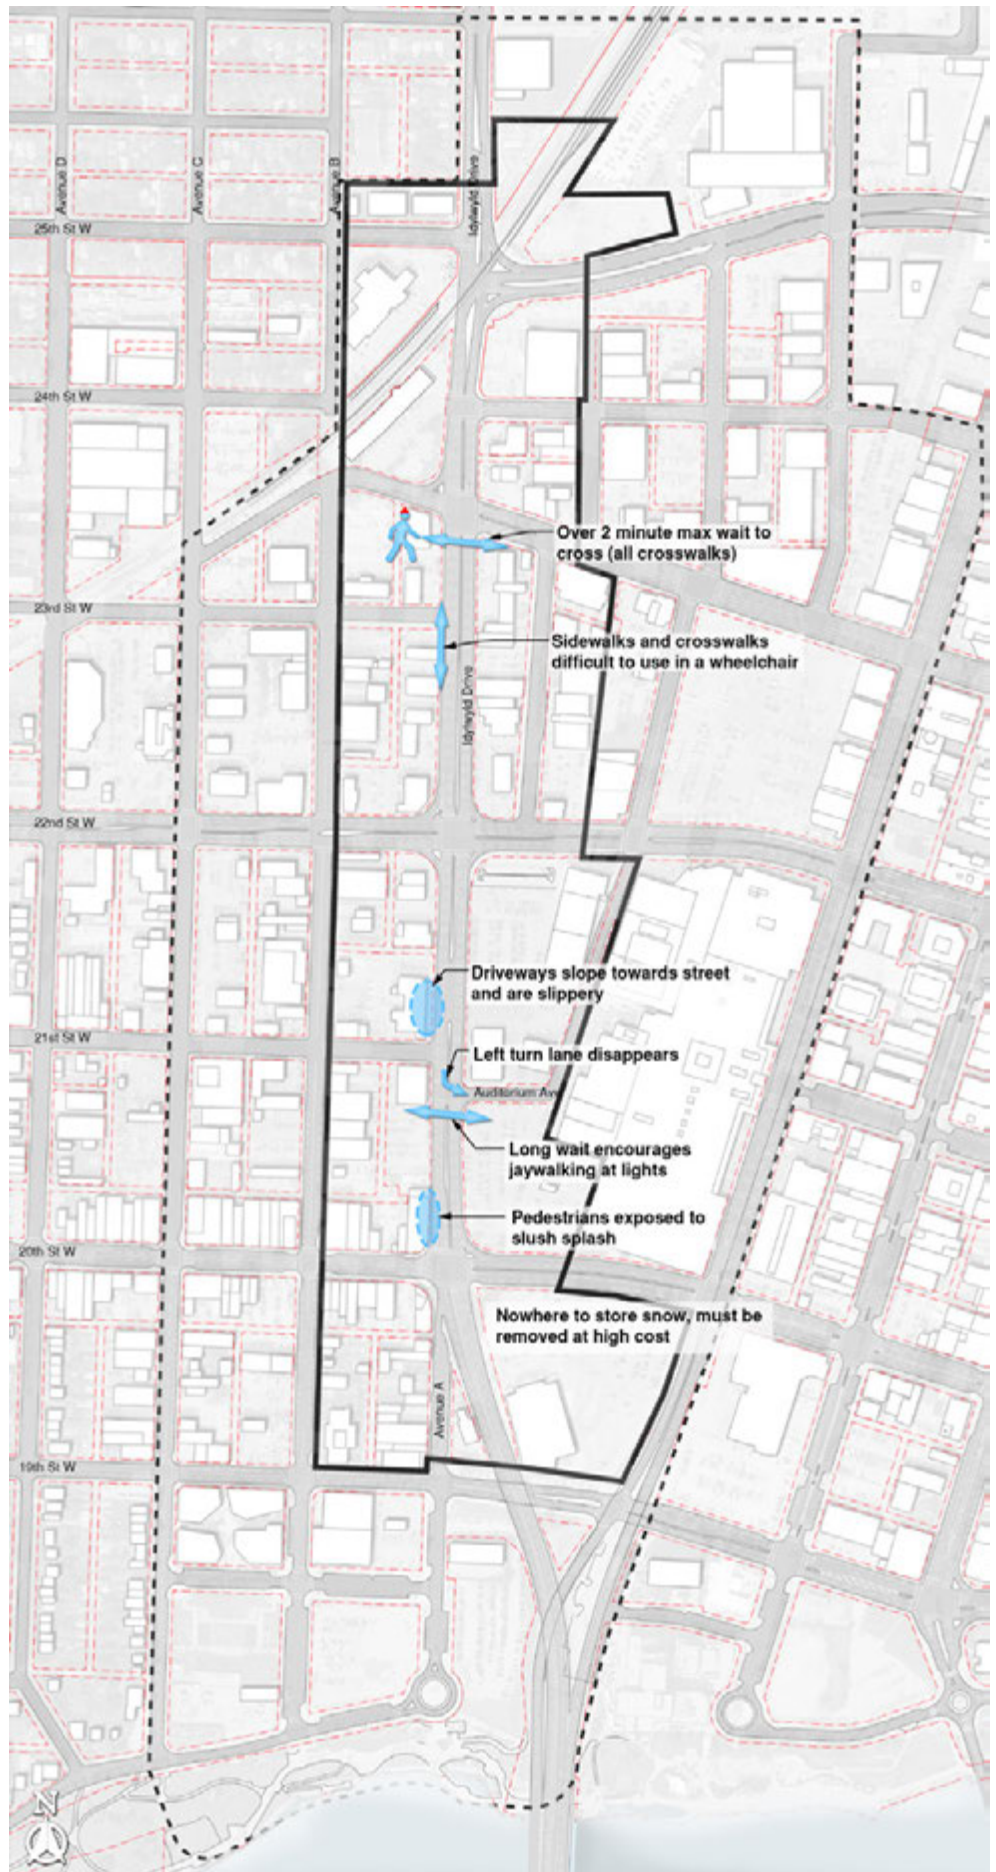 Avenue D
Avenue C
Avenue B
Idylwyld Drive
25th St W
24th St W
Over 2 minute max wait to
cross (all crosswalks)
23rd St W
Sidewalks and crosswalks
difficult to use in a wheelchair
Idylwyld Drive
22nd St W
Driveways slope towards street
and are slippery
21st St W
Left turn lane disappears
Auditorium Ave
Long wait encourages
jaywalking at lights
Pedestrians exposed to
slush splash
20th St W
Nowhere to store snow, must be
removed at high cost
Avenue A
19th St W
N